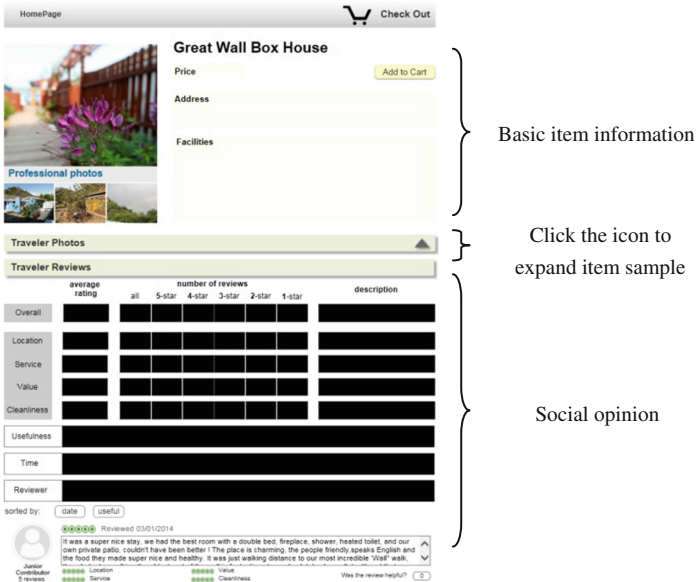 HomePage
Check Out
Great Wall Box House
Price
Add to Cart
Address
Facilities
Professional photos
Basic item information
Traveler Photos
Click the icon to
expand item sample
Traveler Reviews
average
rating
number of reviews
all 5-star 4-star 3-star 2-star 1-star
description
Overall
Location
Service
Value
Cleanliness
Social opinion
Usefulness
Time
Reviewer
sorted by: date useful
Reviewed 03/01/2014
It was a super nice stay, we had the best room with a double bed, fireplace, shower, heated toilet, and our
own private patio, couldn't have been better ! The place is charming, the people friendly,speaks English and
the food they made super nice and healthy. It was just walking distance to our most incredible 'Wall" walk,
Junior
Contributor
5 reviews
Location
Service
Value
Cleanliness
Was the review helpful? 0